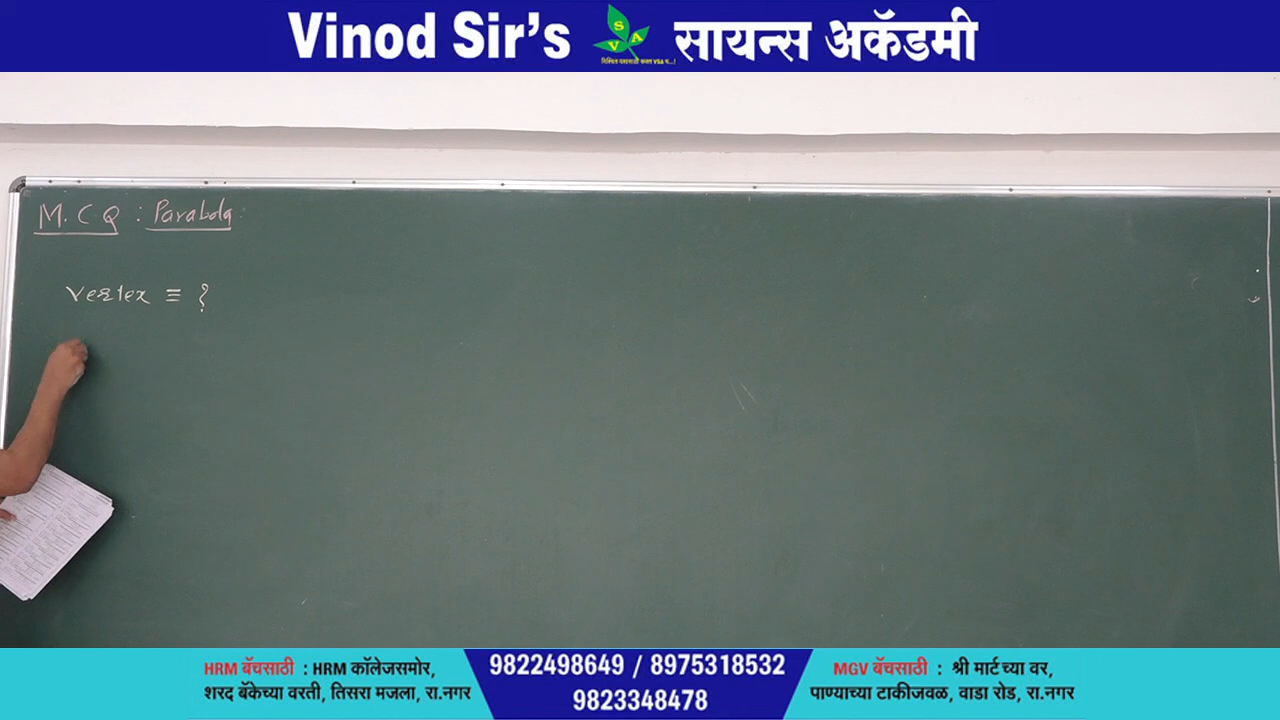 Vinod Sir's VSA सायन्स अकॅडमी
M.C.Q : Parabola
Vertex ≡ ?
HRM बॅचसाठी : HRM कॉलेजसमोर,
शरद बँकेच्या वरती, तिसरा मजला, रा.नगर
9822498649 / 8975318532
9823348478
MGV बॅचसाठी : श्री मार्टच्या वर,
पाण्याच्या टाकीजवळ, वाडा रोड, रा.नगर